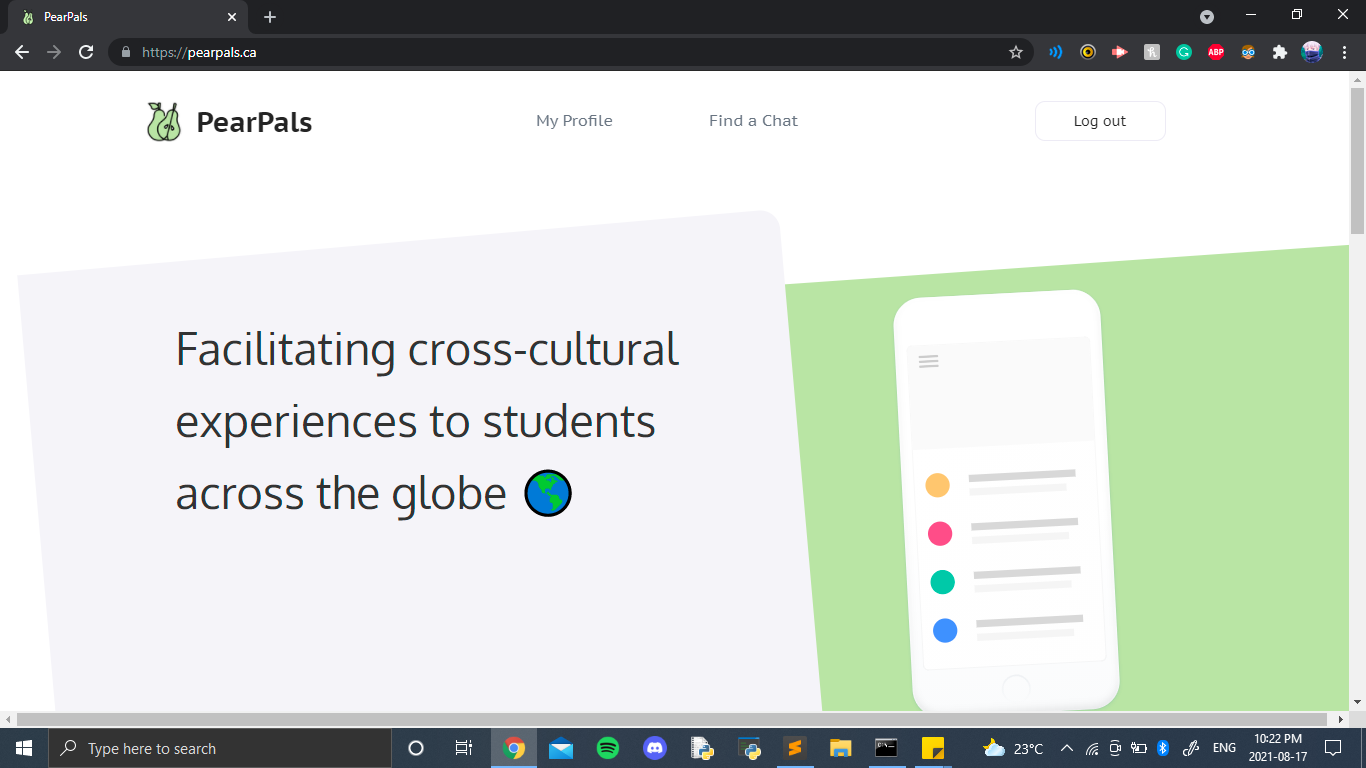 PearPals
https://pearpals.ca
ABP
PearPals
My Profile
Find a Chat
Log out
Facilitating cross-cultural
experiences to students
across the globe 🌎
Type here to search
23°C
ENG
10:22 PM
2021-08-17